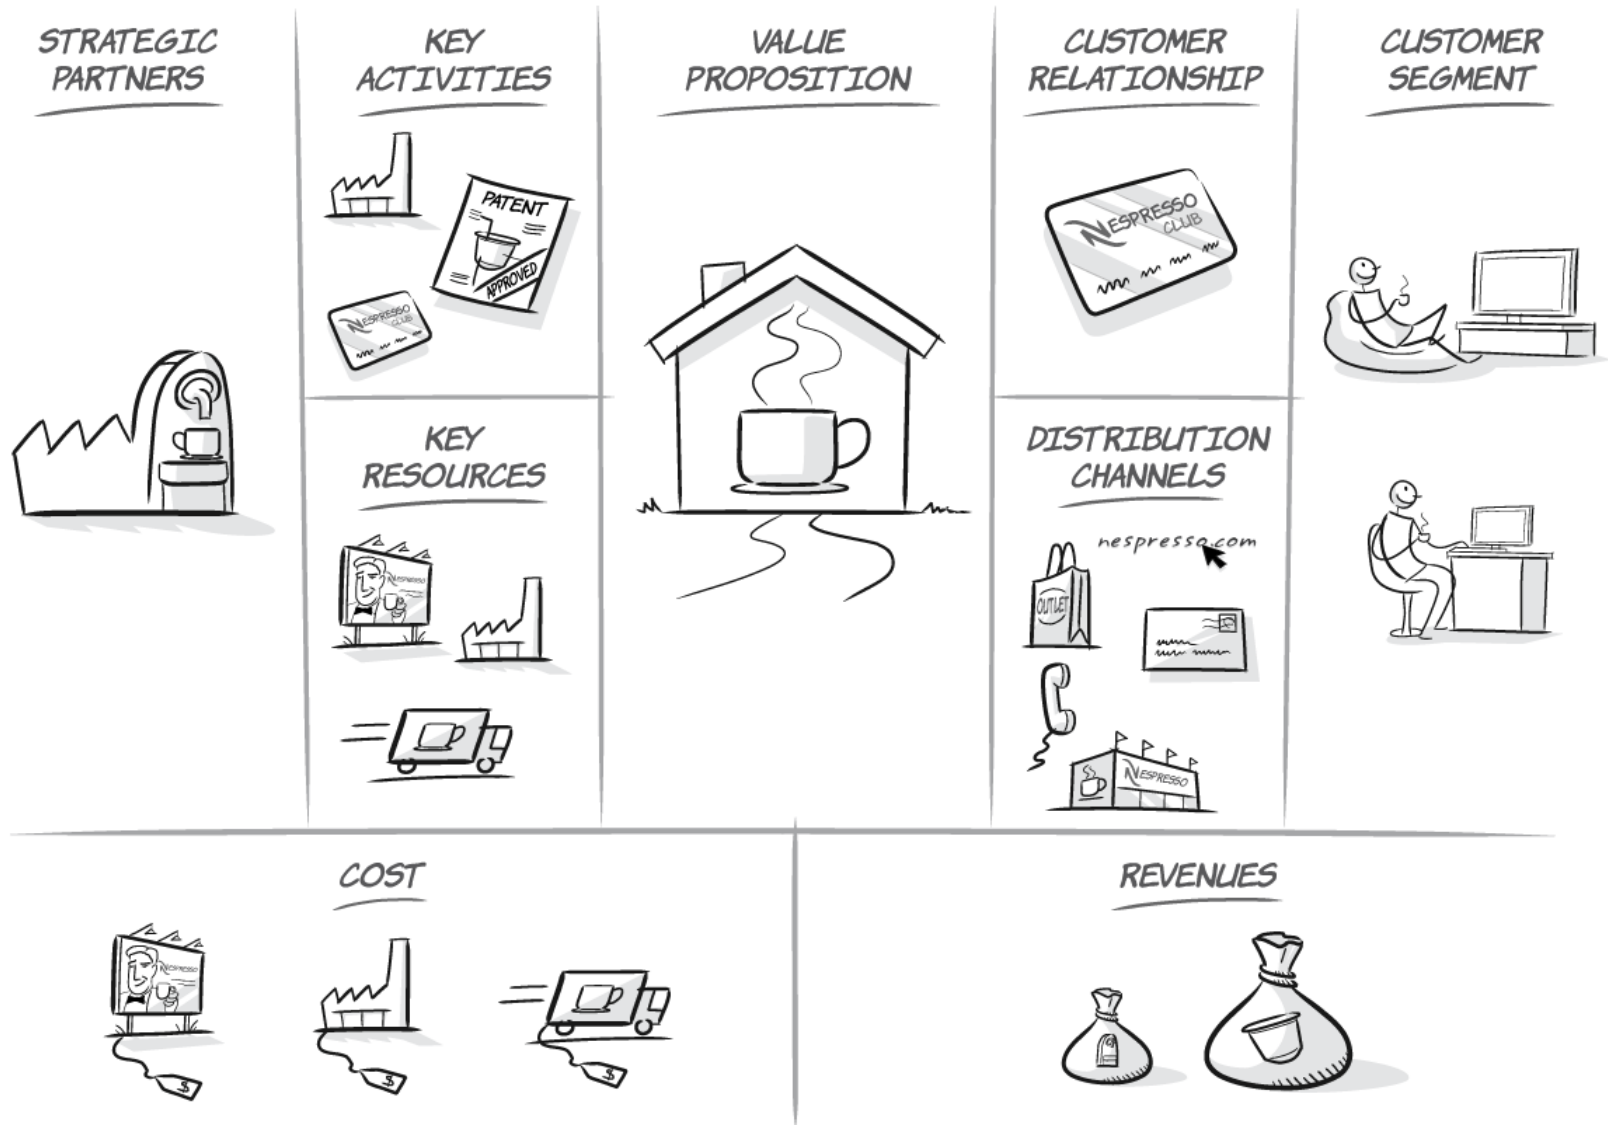 STRATEGIC
PARTNERS
KEY
ACTIVITIES
PATENT
APPROVED
NESPRESSO
CLUB
KEY
RESOURCES
NESPRESSO
VALUE
PROPOSITION
CUSTOMER
RELATIONSHIP
NESPRESSO
CLUB
DISTRIBUTION
CHANNELS
nespresso.com
OUTLET
NESPRESSO
CUSTOMER
SEGMENT
COST
NESPRESSO
$
$
$
REVENUES